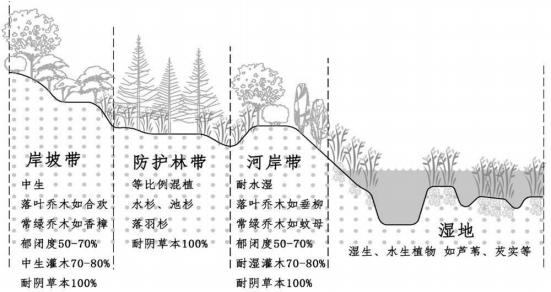 岸坡带
中生
落叶乔木如合欢
常绿乔木如香樟
郁闭度50-70%
中生灌木70-80%
耐阴草本100%
防护林带
等比例混植
水杉、池杉
落羽杉
耐阴草本100%
河岸带
耐水湿
落叶乔木如垂柳
常绿乔木如蚊母
郁闭度50-70%
耐湿灌木70-80%
耐阴草本100%
湿地
湿生、水生植物 如芦苇、芡实等